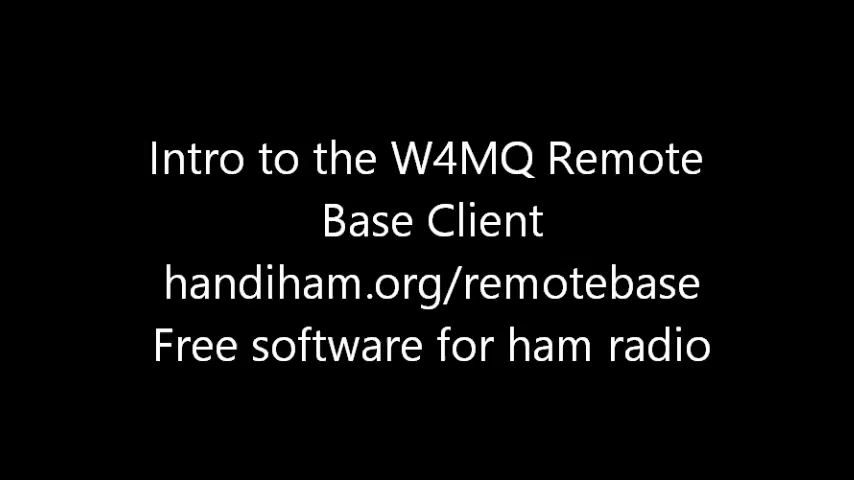 Intro to the W4MQ Remote
Base Client
handiham.org/remotebase
Free software for ham radio